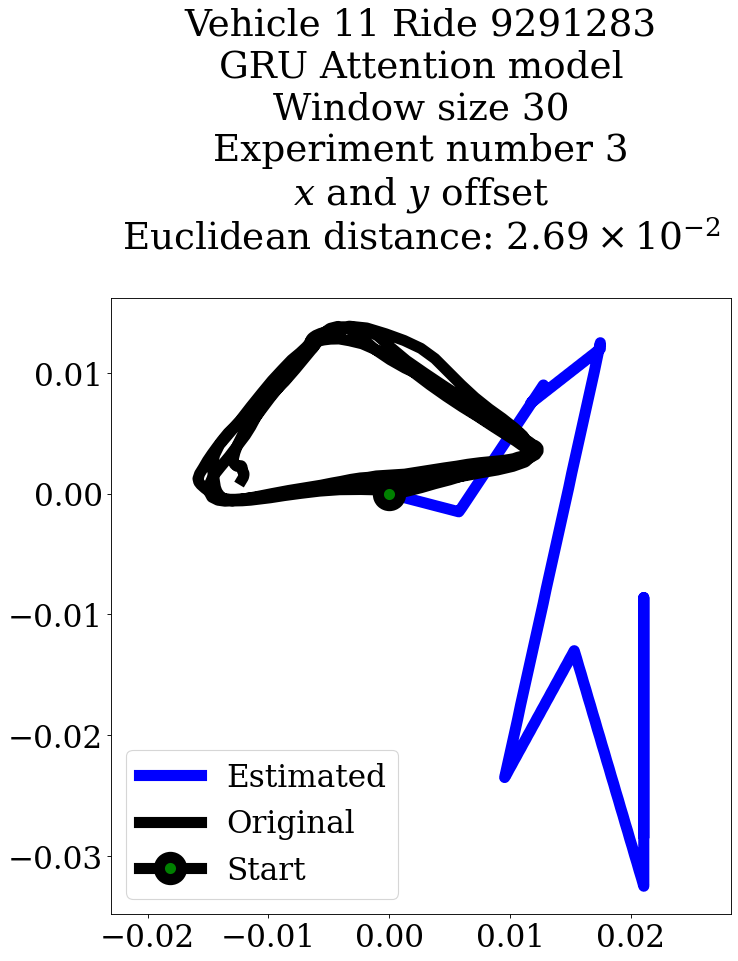 Vehicle 11 Ride 9291283
GRU Attention model
Window size 30
Experiment number 3
x and y offset
Euclidean distance: 2.69 × 10⁻²
0.01
0.00
−0.01
−0.02
−0.03
Estimated
Original
Start
−0.02 −0.01 0.00 0.01 0.02